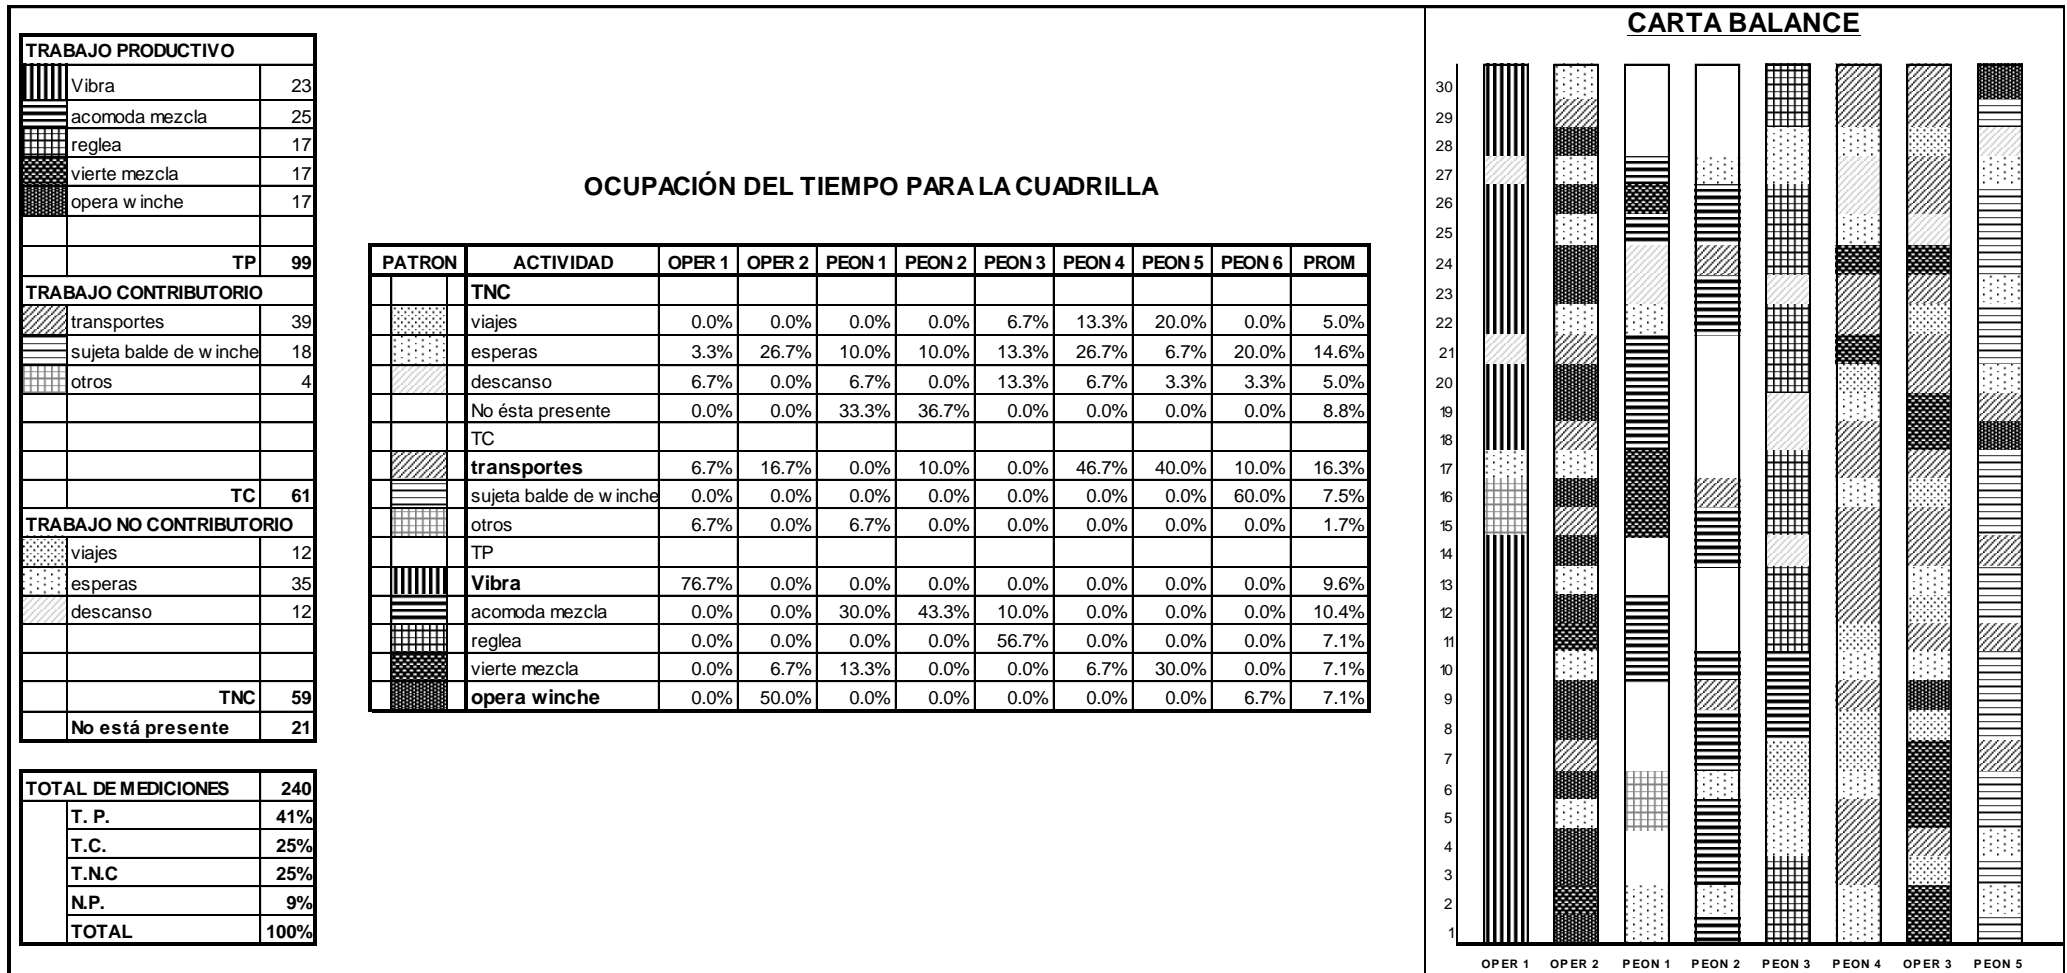 TRABAJO PRODUCTIVO
Vibra 23
acomoda mezcla 25
reglea 17
vierte mezcla 17
opera winche 17
TP 99
TRABAJO CONTRIBUTORIO
transportes 39
sujeta balde de winche 18
otros 4
TC 61
TRABAJO NO CONTRIBUTORIO
viajes 12
esperas 35
descanso 12
TNC 59
No está presente 21
TOTAL DE MEDICIONES 240
T. P. 41%
T.C. 25%
T.N.C 25%
N.P. 9%
TOTAL 100%
OCUPACIÓN DEL TIEMPO PARA LA CUADRILLA
PATRON ACTIVIDAD OPER 1 OPER 2 PEON 1 PEON 2 PEON 3 PEON 4 PEON 5 PEON 6 PROM
TNC
viajes 0.0% 0.0% 0.0% 0.0% 6.7% 13.3% 20.0% 0.0% 5.0%
esperas 3.3% 26.7% 10.0% 10.0% 13.3% 26.7% 6.7% 20.0% 14.6%
descanso 6.7% 0.0% 6.7% 0.0% 13.3% 6.7% 3.3% 3.3% 5.0%
No ésta presente 0.0% 0.0% 33.3% 36.7% 0.0% 0.0% 0.0% 0.0% 8.8%
TC
transportes 6.7% 16.7% 0.0% 10.0% 0.0% 46.7% 40.0% 10.0% 16.3%
sujeta balde de winche 0.0% 0.0% 0.0% 0.0% 0.0% 0.0% 0.0% 60.0% 7.5%
otros 6.7% 0.0% 6.7% 0.0% 0.0% 0.0% 0.0% 0.0% 1.7%
TP
Vibra 76.7% 0.0% 0.0% 0.0% 0.0% 0.0% 0.0% 0.0% 9.6%
acomoda mezcla 0.0% 0.0% 30.0% 43.3% 10.0% 0.0% 0.0% 0.0% 10.4%
reglea 0.0% 0.0% 0.0% 0.0% 56.7% 0.0% 0.0% 0.0% 7.1%
vierte mezcla 0.0% 6.7% 13.3% 0.0% 0.0% 6.7% 30.0% 0.0% 7.1%
opera winche 0.0% 50.0% 0.0% 0.0% 0.0% 0.0% 0.0% 6.7% 7.1%
CARTA BALANCE
30
29
28
27
26
25
24
23
22
21
20
19
18
17
16
15
14
13
12
11
10
9
8
7
6
5
4
3
2
1
OPER 1 OPER 2 PEON 1 PEON 2 PEON 3 PEON 4 OPER 3 PEON 5